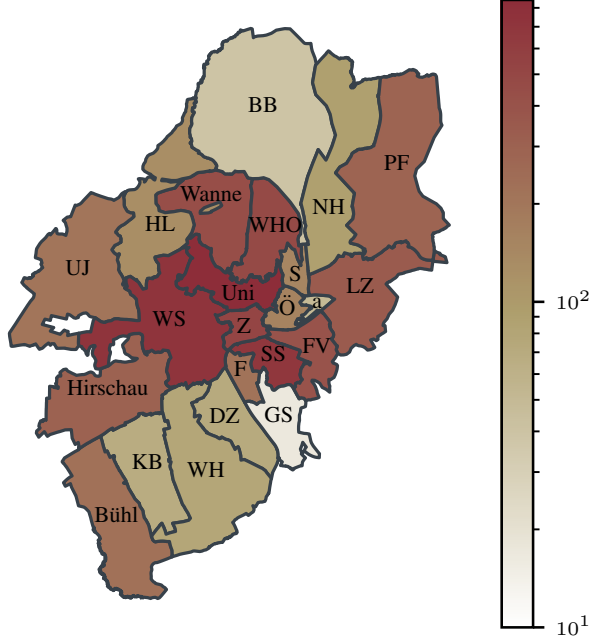 BB
PF
Wanne
NH
HL
WHO
UJ
S
LZ
Uni
Ö
a
WS
Z
FV
SS
F
Hirschau
DZ
GS
KB
WH
Bühl
10²
10¹